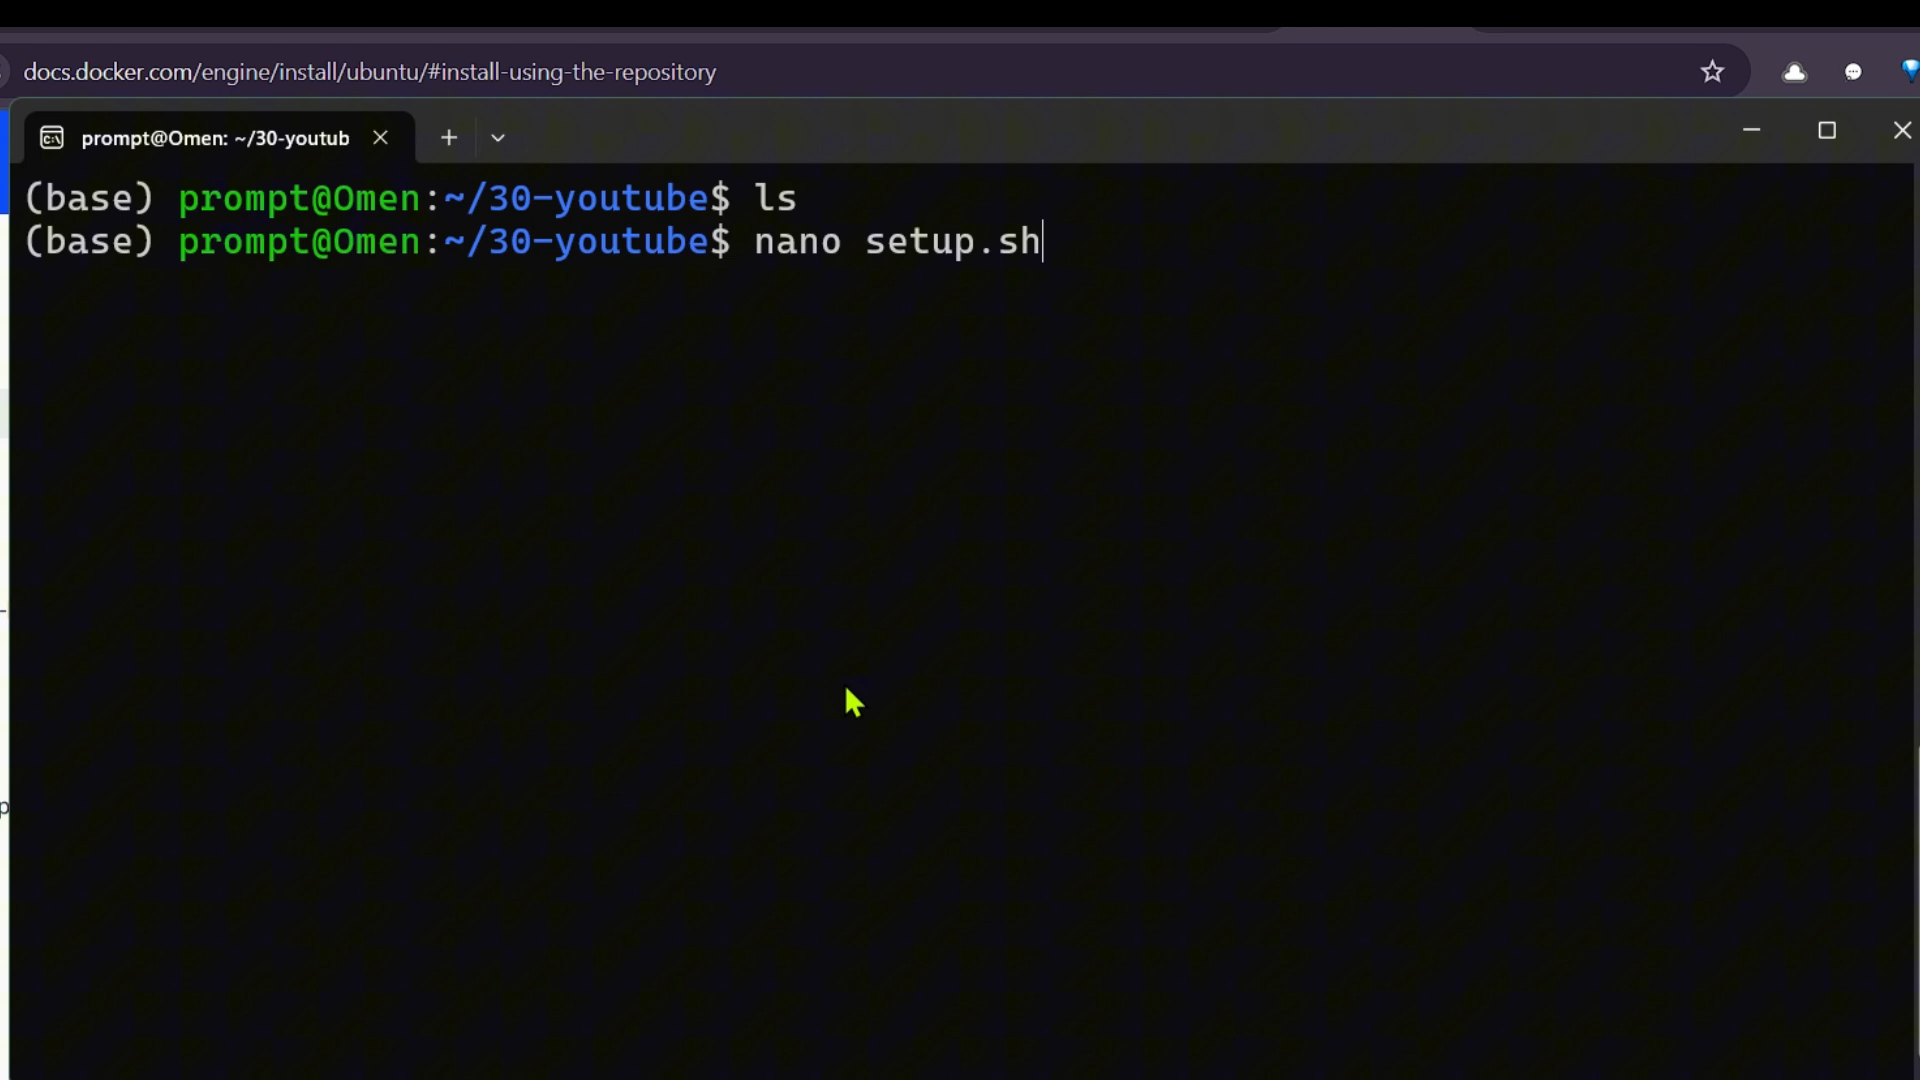 docs.docker.com/engine/install/ubuntu/#install-using-the-repository
prompt@Omen: ~/30-youtub
(base) prompt@Omen:~/30-youtube$ ls
(base) prompt@Omen:~/30-youtube$ nano setup.sh